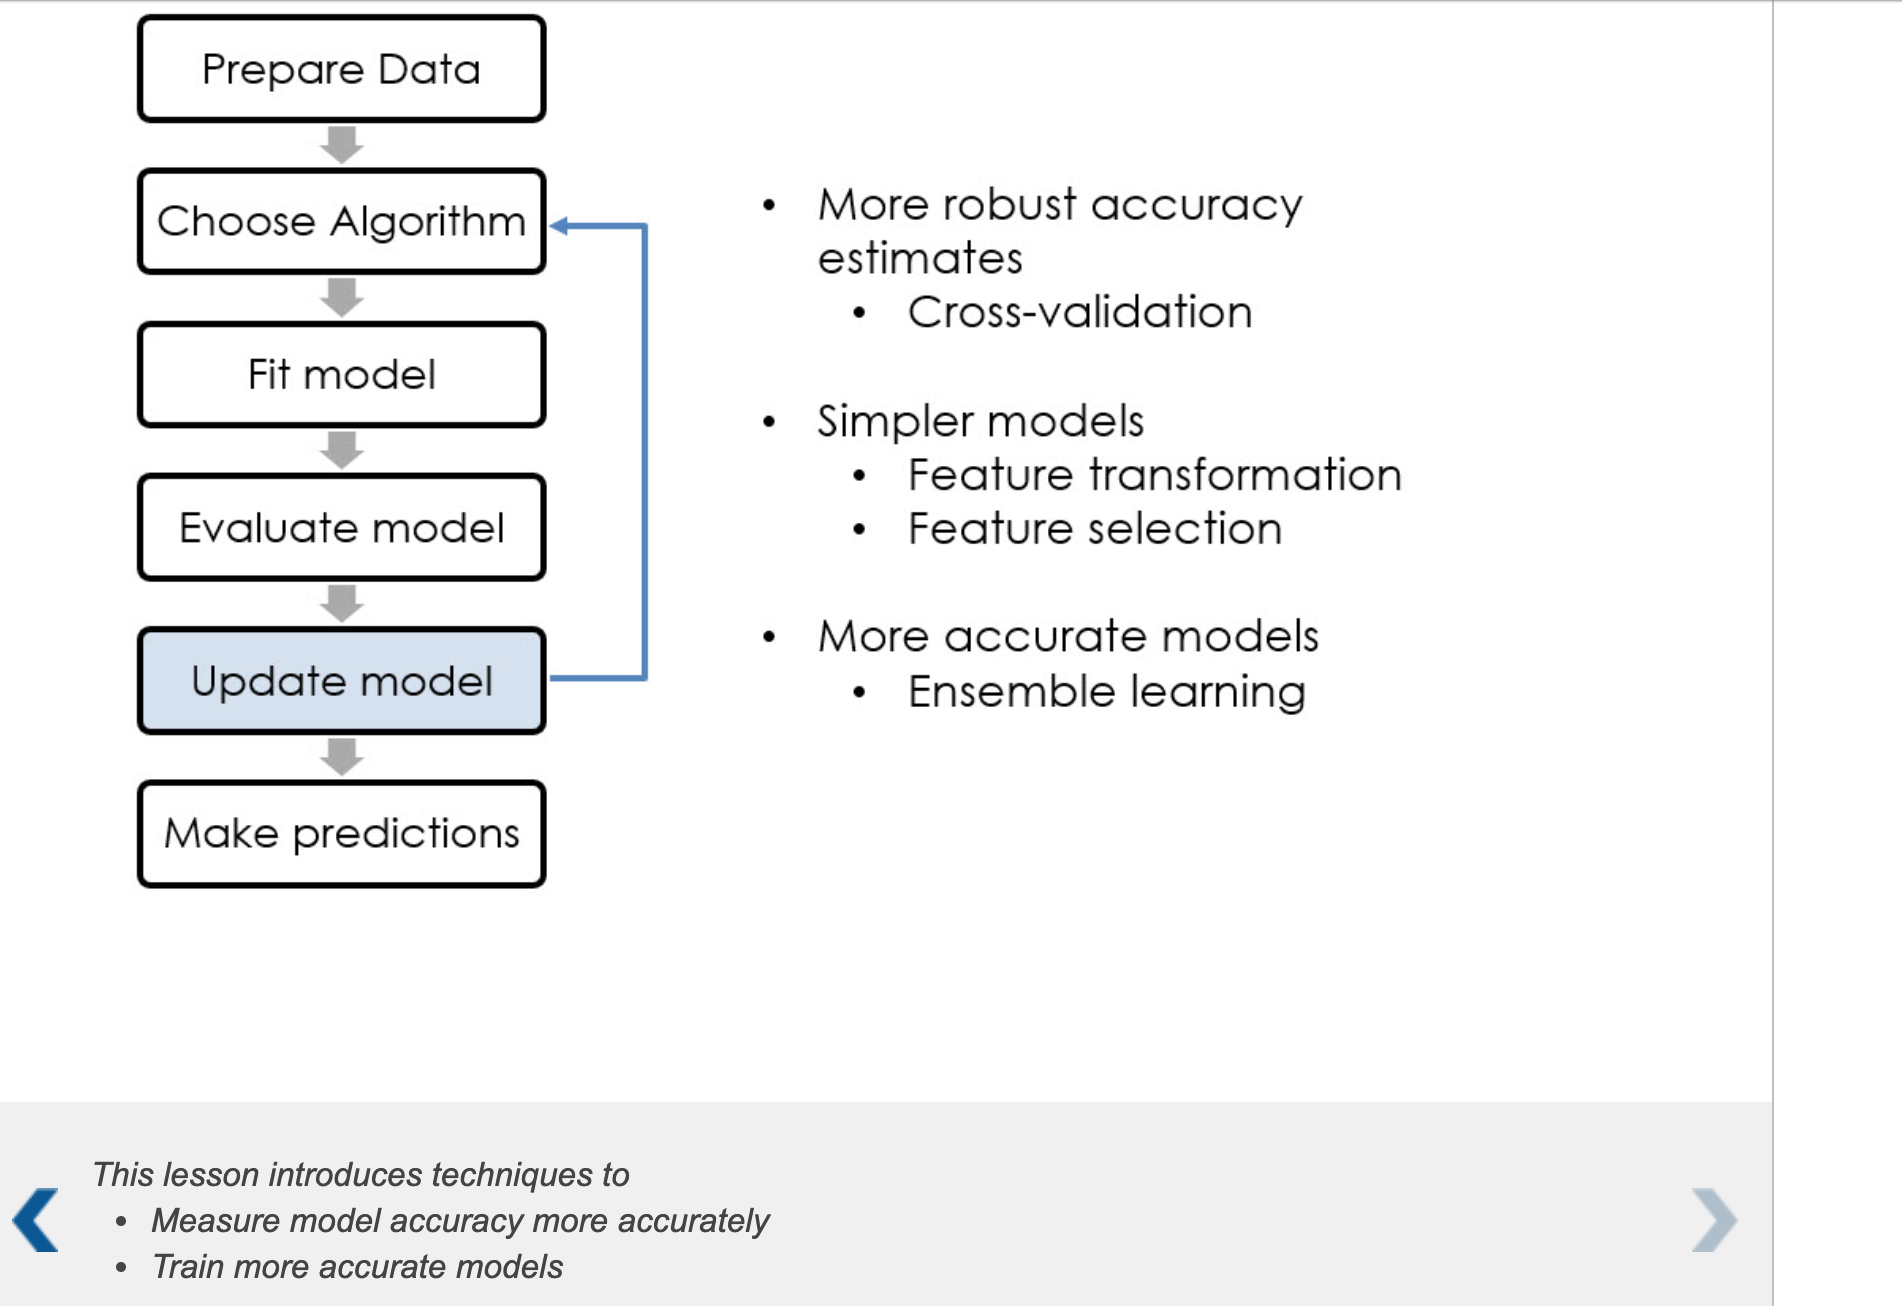 Prepare Data
Choose Algorithm
Fit model
Evaluate model
Update model
Make predictions
• More robust accuracy
estimates
• Cross-validation
• Simpler models
• Feature transformation
• Feature selection
• More accurate models
• Ensemble learning
This lesson introduces techniques to
• Measure model accuracy more accurately
• Train more accurate models